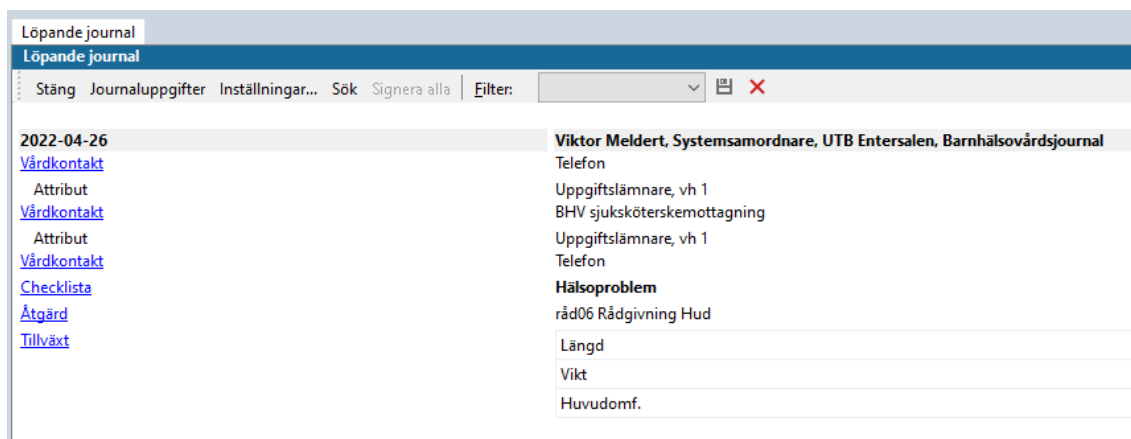 Löpande journal
Löpande journal
Stäng Journaluppgifter Inställningar... Sök Signera alla Filter:
2022-04-26 Viktor Meldert, Systemsamordnare, UTB Entersalen, Barnhälsovårdsjournal
Vårdkontakt Telefon
Attribut Uppgiftslämnare, vh 1
Vårdkontakt BHV sjuksköterskemottagning
Attribut Uppgiftslämnare, vh 1
Vårdkontakt Telefon
Checklista Hälsoproblem
Åtgärd råd06 Rådgivning Hud
Tillväxt Längd
Vikt
Huvudomf.